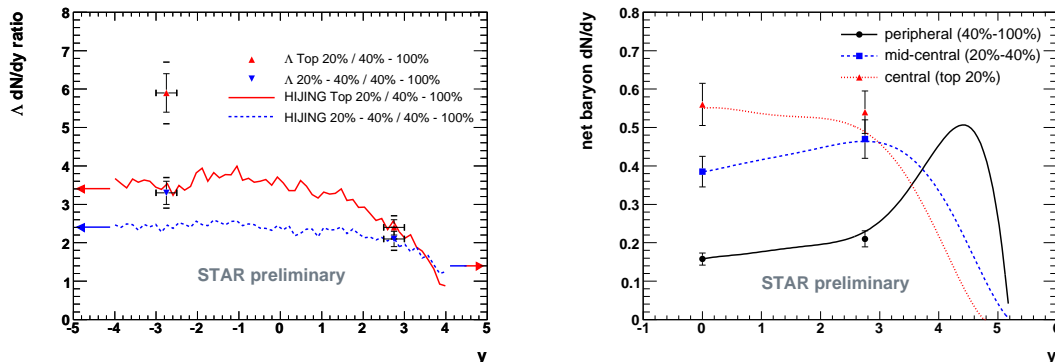 Λ dN/dy ratio
8
7
6
5
4
3
2
1
0
Λ Top 20% / 40% - 100%
Λ 20% - 40% / 40% - 100%
HIJING Top 20% / 40% - 100%
HIJING 20% - 40% / 40% - 100%
STAR preliminary
-5 -4 -3 -2 -1 0 1 2 3 4 5
y
net baryon dN/dy
0.8
0.7
0.6
0.5
0.4
0.3
0.2
0.1
0
peripheral (40%-100%)
mid-central (20%-40%)
central (top 20%)
STAR preliminary
-1 0 1 2 3 4 5 6
y